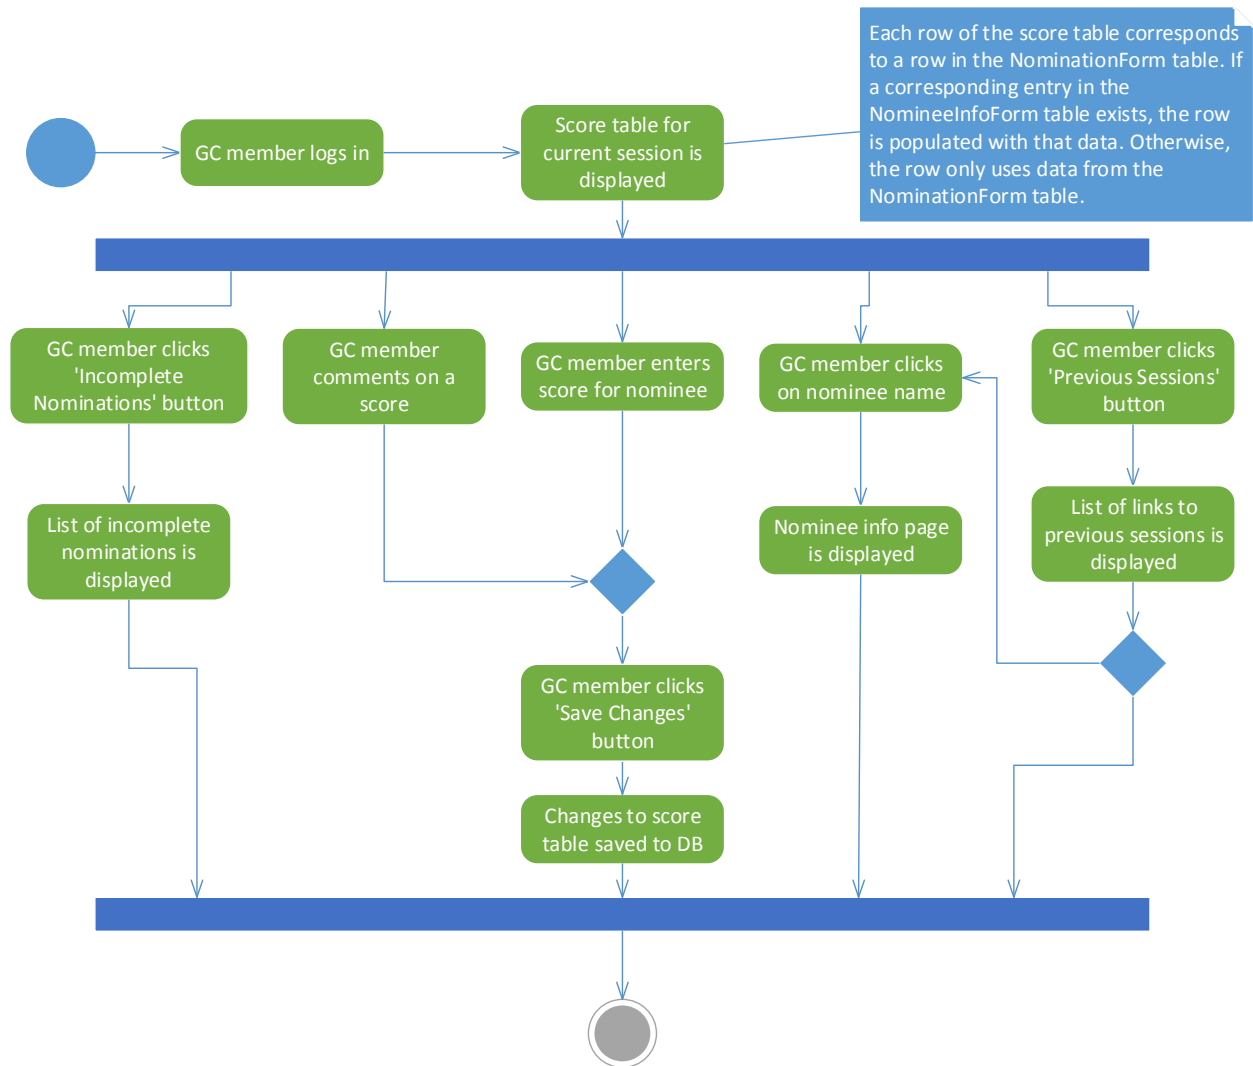 Each row of the score table corresponds
to a row in the NominationForm table. If
a corresponding entry in the
NomineeInfoForm table exists, the row
is populated with that data. Otherwise,
the row only uses data from the
NominationForm table.
GC member logs in
Score table for
current session is
displayed
GC member clicks
'Incomplete
Nominations' button
GC member
comments on a
score
GC member enters
score for nominee
GC member clicks
on nominee name
GC member clicks
'Previous Sessions'
button
List of incomplete
nominations is
displayed
Nominee info page
is displayed
List of links to
previous sessions is
displayed
GC member clicks
'Save Changes'
button
Changes to score
table saved to DB